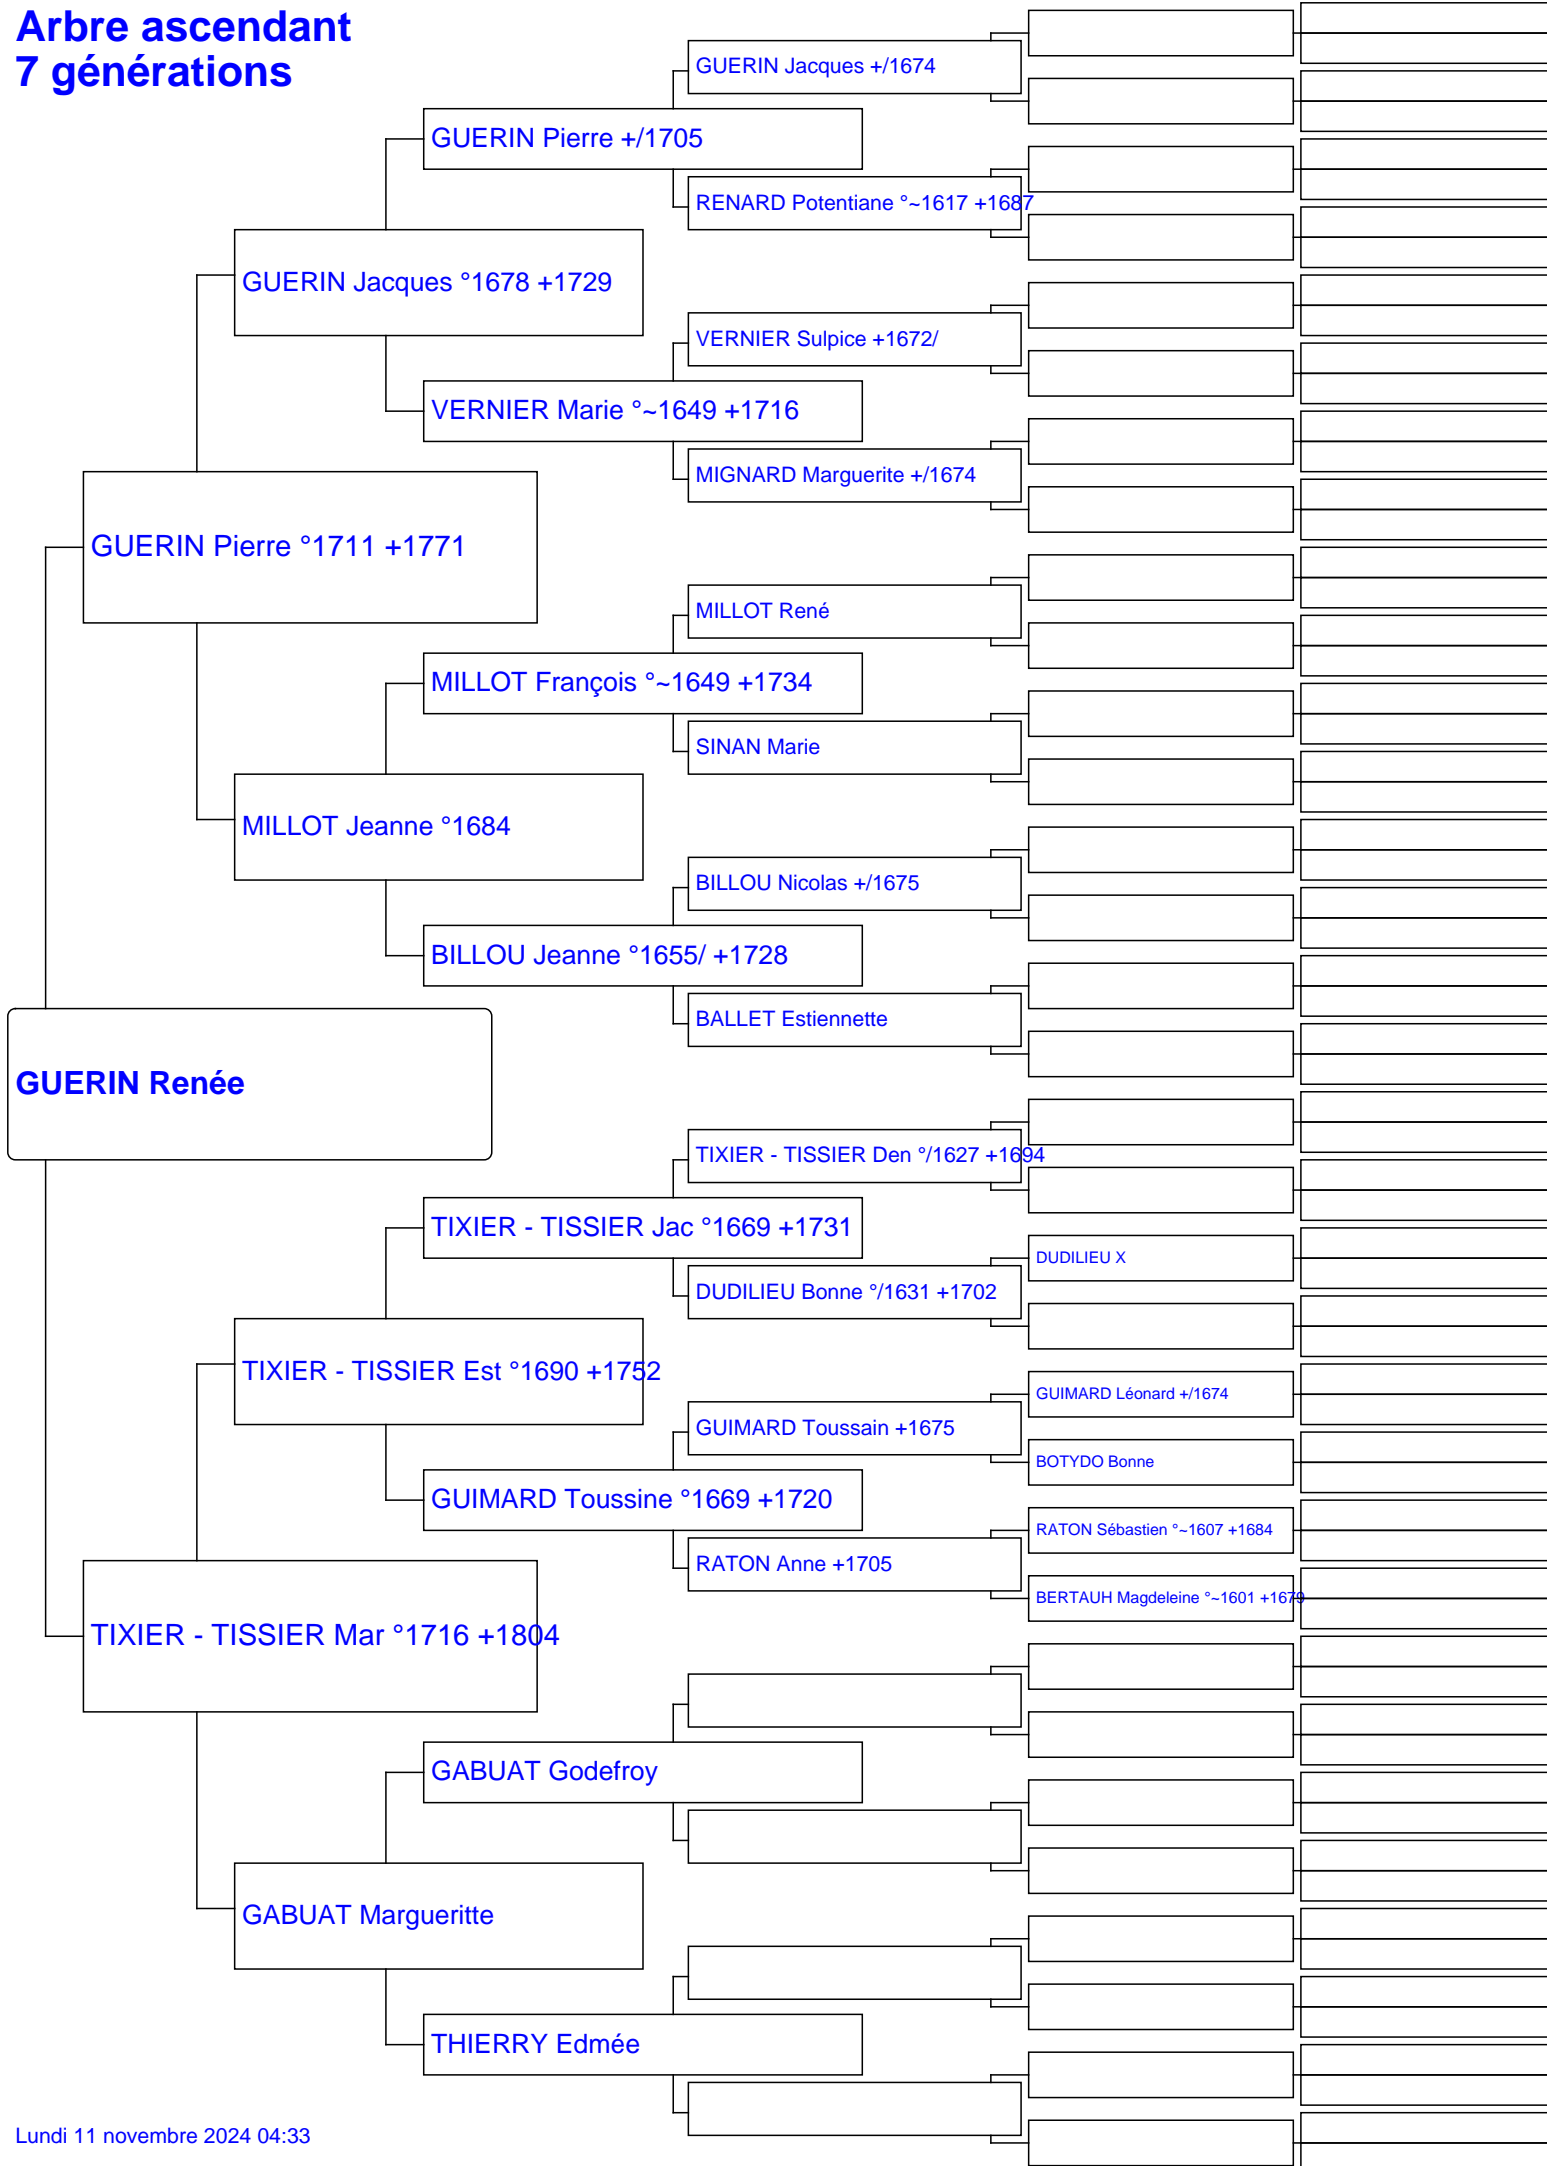 Arbre ascendant
7 générations
GUERIN Jacques +/1674
GUERIN Pierre +/1705
RENARD Potentiane °~1617 +1687
GUERIN Jacques °1678 +1729
VERNIER Sulpice +1672/
VERNIER Marie °~1649 +1716
MIGNARD Marguerite +/1674
GUERIN Pierre °1711 +1771
MILLOT René
MILLOT François °~1649 +1734
SINAN Marie
MILLOT Jeanne °1684
BILLOU Nicolas +/1675
BILLOU Jeanne °1655/ +1728
BALLET Estiennette
GUERIN Renée
TIXIER - TISSIER Den °/1627 +1694
TIXIER - TISSIER Jac °1669 +1731
DUDILIEU X
DUDILIEU Bonne °/1631 +1702
TIXIER - TISSIER Est °1690 +1752
GUIMARD Léonard +/1674
GUIMARD Toussain +1675
BOTYDO Bonne
GUIMARD Toussine °1669 +1720
RATON Sébastien °~1607 +1684
RATON Anne +1705
BERTAUH Magdeleine °~1601 +1679
TIXIER - TISSIER Mar °1716 +1804
GABUAT Godefroy
GABUAT Margueritte
THIERRY Edmée
Lundi 11 novembre 2024 04:33